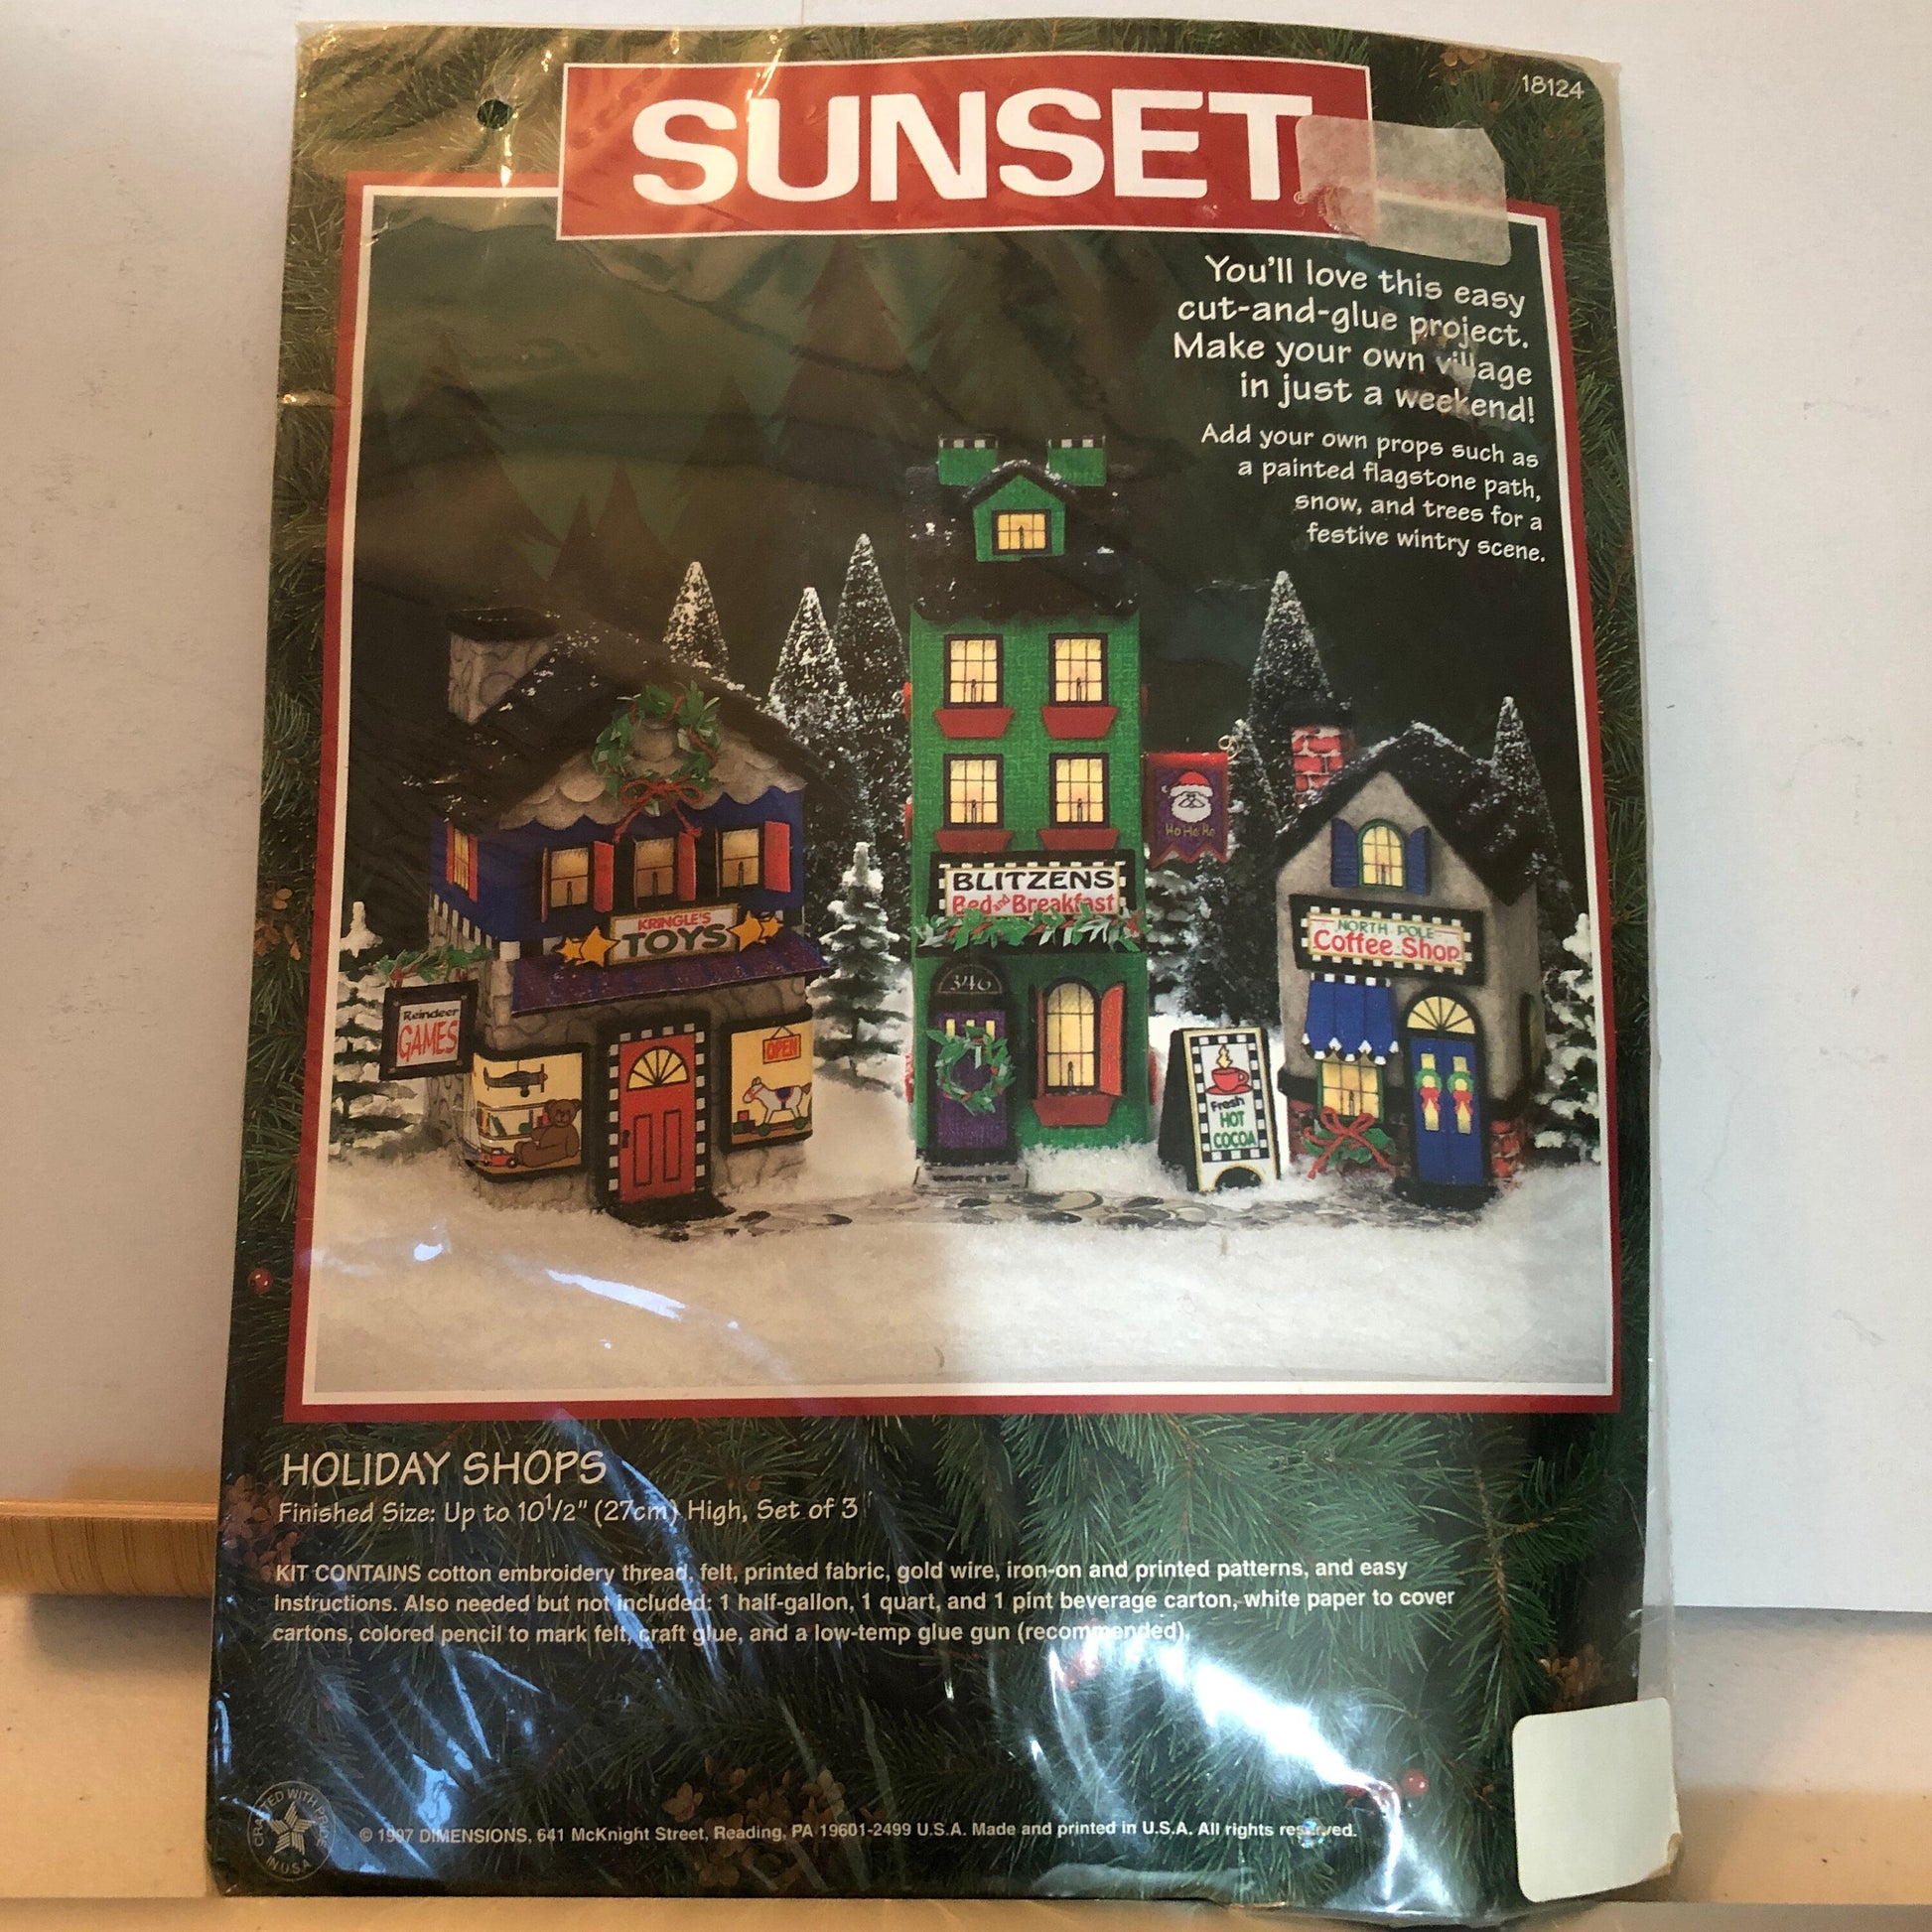 18124
SUNSET
You'll love this easy
cut-and-glue project.
Make your own village
in just a weekend!
Add your own props such as
a painted flagstone path,
snow, and trees for a
festive wintry scene.
Ho Ho Ho
BLITZENS
Bed and Breakfast
KRINGLE'S
TOYS
NORTH POLE
Coffee Shop
346
Reindeer
GAMES
OPEN
Fresh
HOT
COCOA
HOLIDAY SHOPS
Finished Size: Up to 10 1/2" (27cm) High, Set of 3
KIT CONTAINS cotton embroidery thread, felt, printed fabric, gold wire, iron-on and printed patterns, and easy
instructions. Also needed but not included: 1 half-gallon, 1 quart, and 1 pint beverage carton, white paper to cover
cartons, colored pencil to mark felt, craft glue, and a low-temp glue gun (recommended).
CRAFTED WITH PRIDE
IN U.S.A.
© 1997 DIMENSIONS, 641 McKnight Street, Reading, PA 19601-2499 U.S.A. Made and printed in U.S.A. All rights reserved.